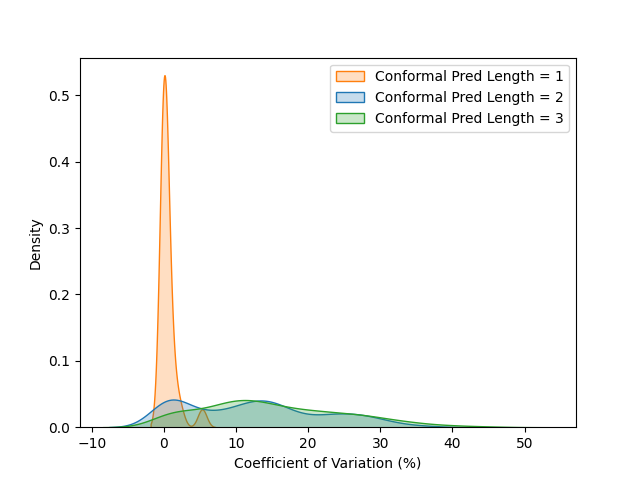 Conformal Pred Length = 1
Conformal Pred Length = 2
Conformal Pred Length = 3
0.5
0.4
0.3
0.2
0.1
0.0
Density
−10
0
10
20
30
40
50
Coefficient of Variation (%)